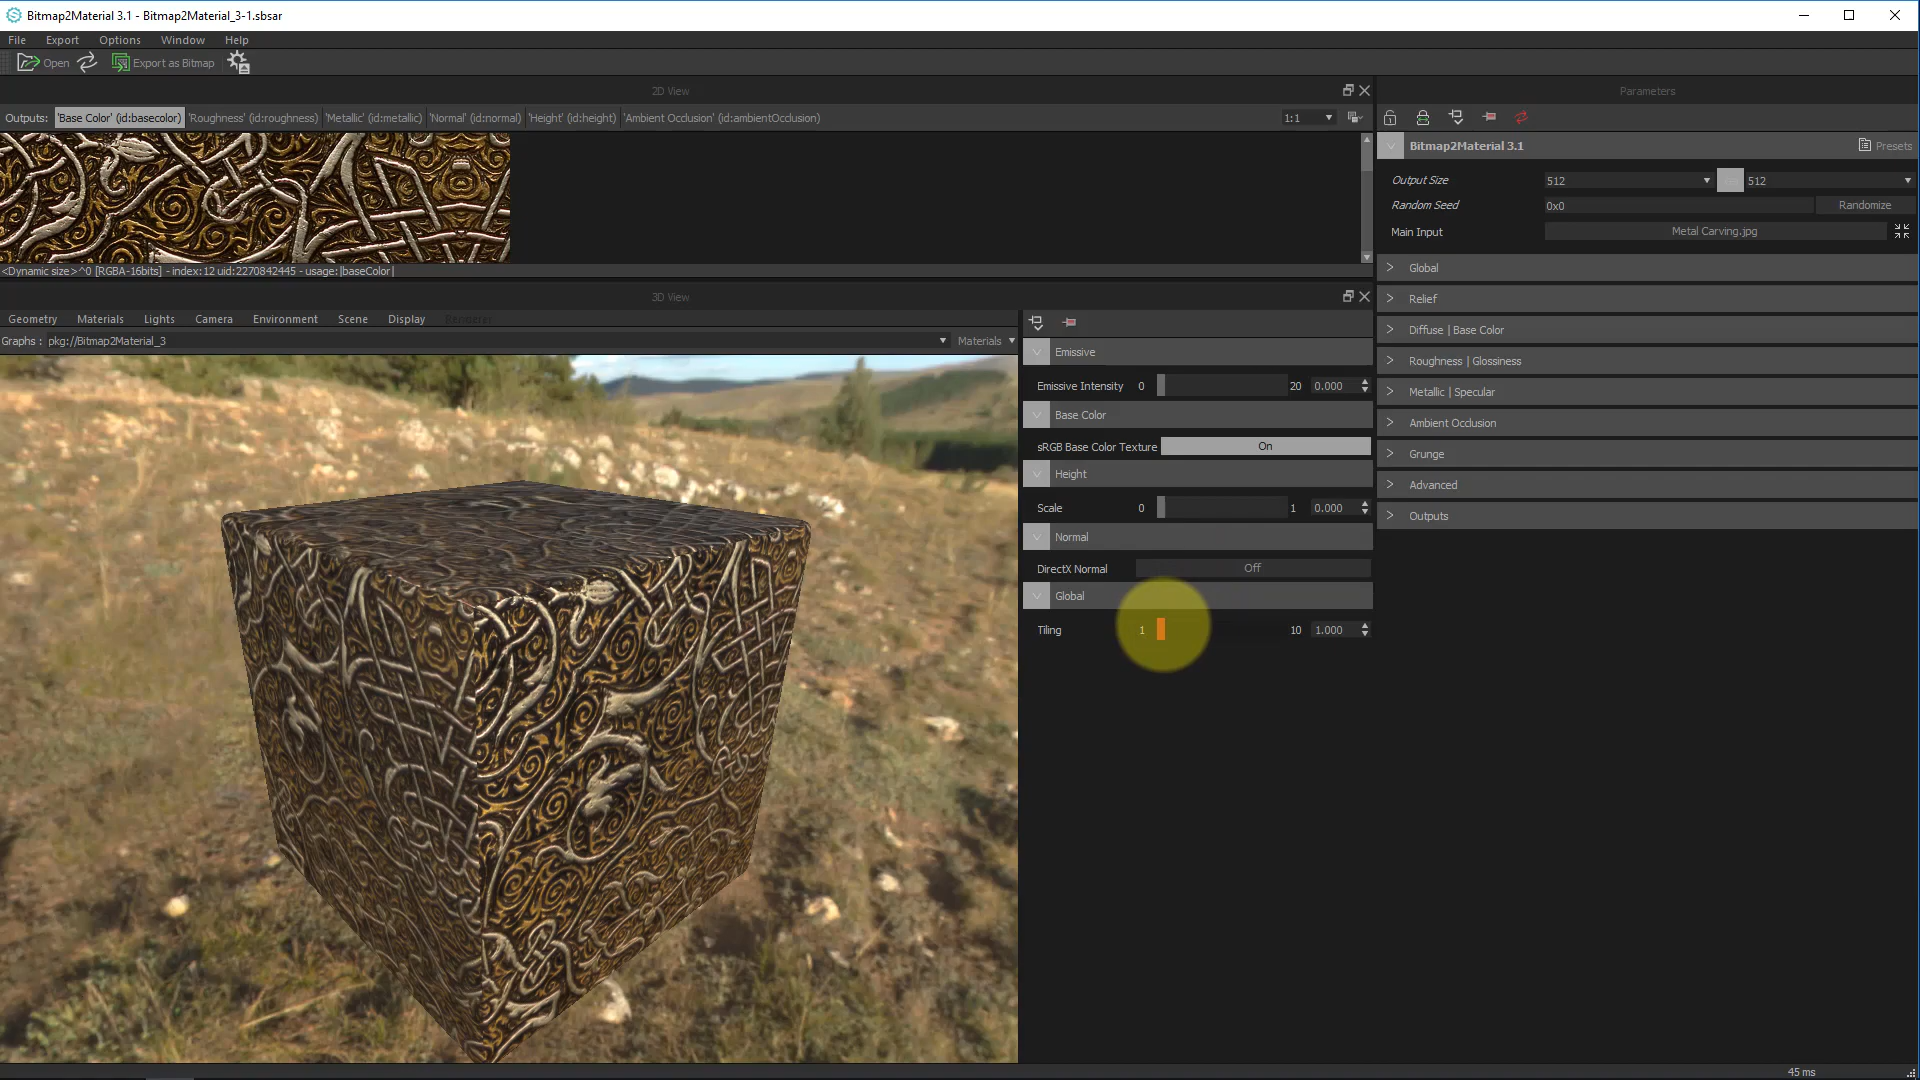 Bitmap2Material 3.1 - Bitmap2Material_3-1.sbsar
File Export Options Window Help
Open Export as Bitmap
2D View
Parameters
Outputs: 'Base Color' (id:basecolor) 'Roughness' (id:roughness) 'Metallic' (id:metallic) 'Normal' (id:normal) 'Height' (id:height) 'Ambient Occlusion' (id:ambientOcclusion) 1:1
Bitmap2Material 3.1 Presets
Output Size 512 512
Random Seed 0x0 Randomize
Main Input Metal Carving.jpg
Global
Relief
Diffuse | Base Color
Roughness | Glossiness
Metallic | Specular
Ambient Occlusion
Grunge
Advanced
Outputs
<Dynamic size>^0 [RGBA-16bits] - index:12 uid:2270842445 - usage:|baseColor|
3D View
Geometry Materials Lights Camera Environment Scene Display Renderer
Graphs : pkg://Bitmap2Material_3 Materials
Emissive
Emissive Intensity 0 20 0.000
Base Color
sRGB Base Color Texture On
Height
Scale 0 1 0.000
Normal
DirectX Normal Off
Global
Tiling 1 10 1.000
45 ms